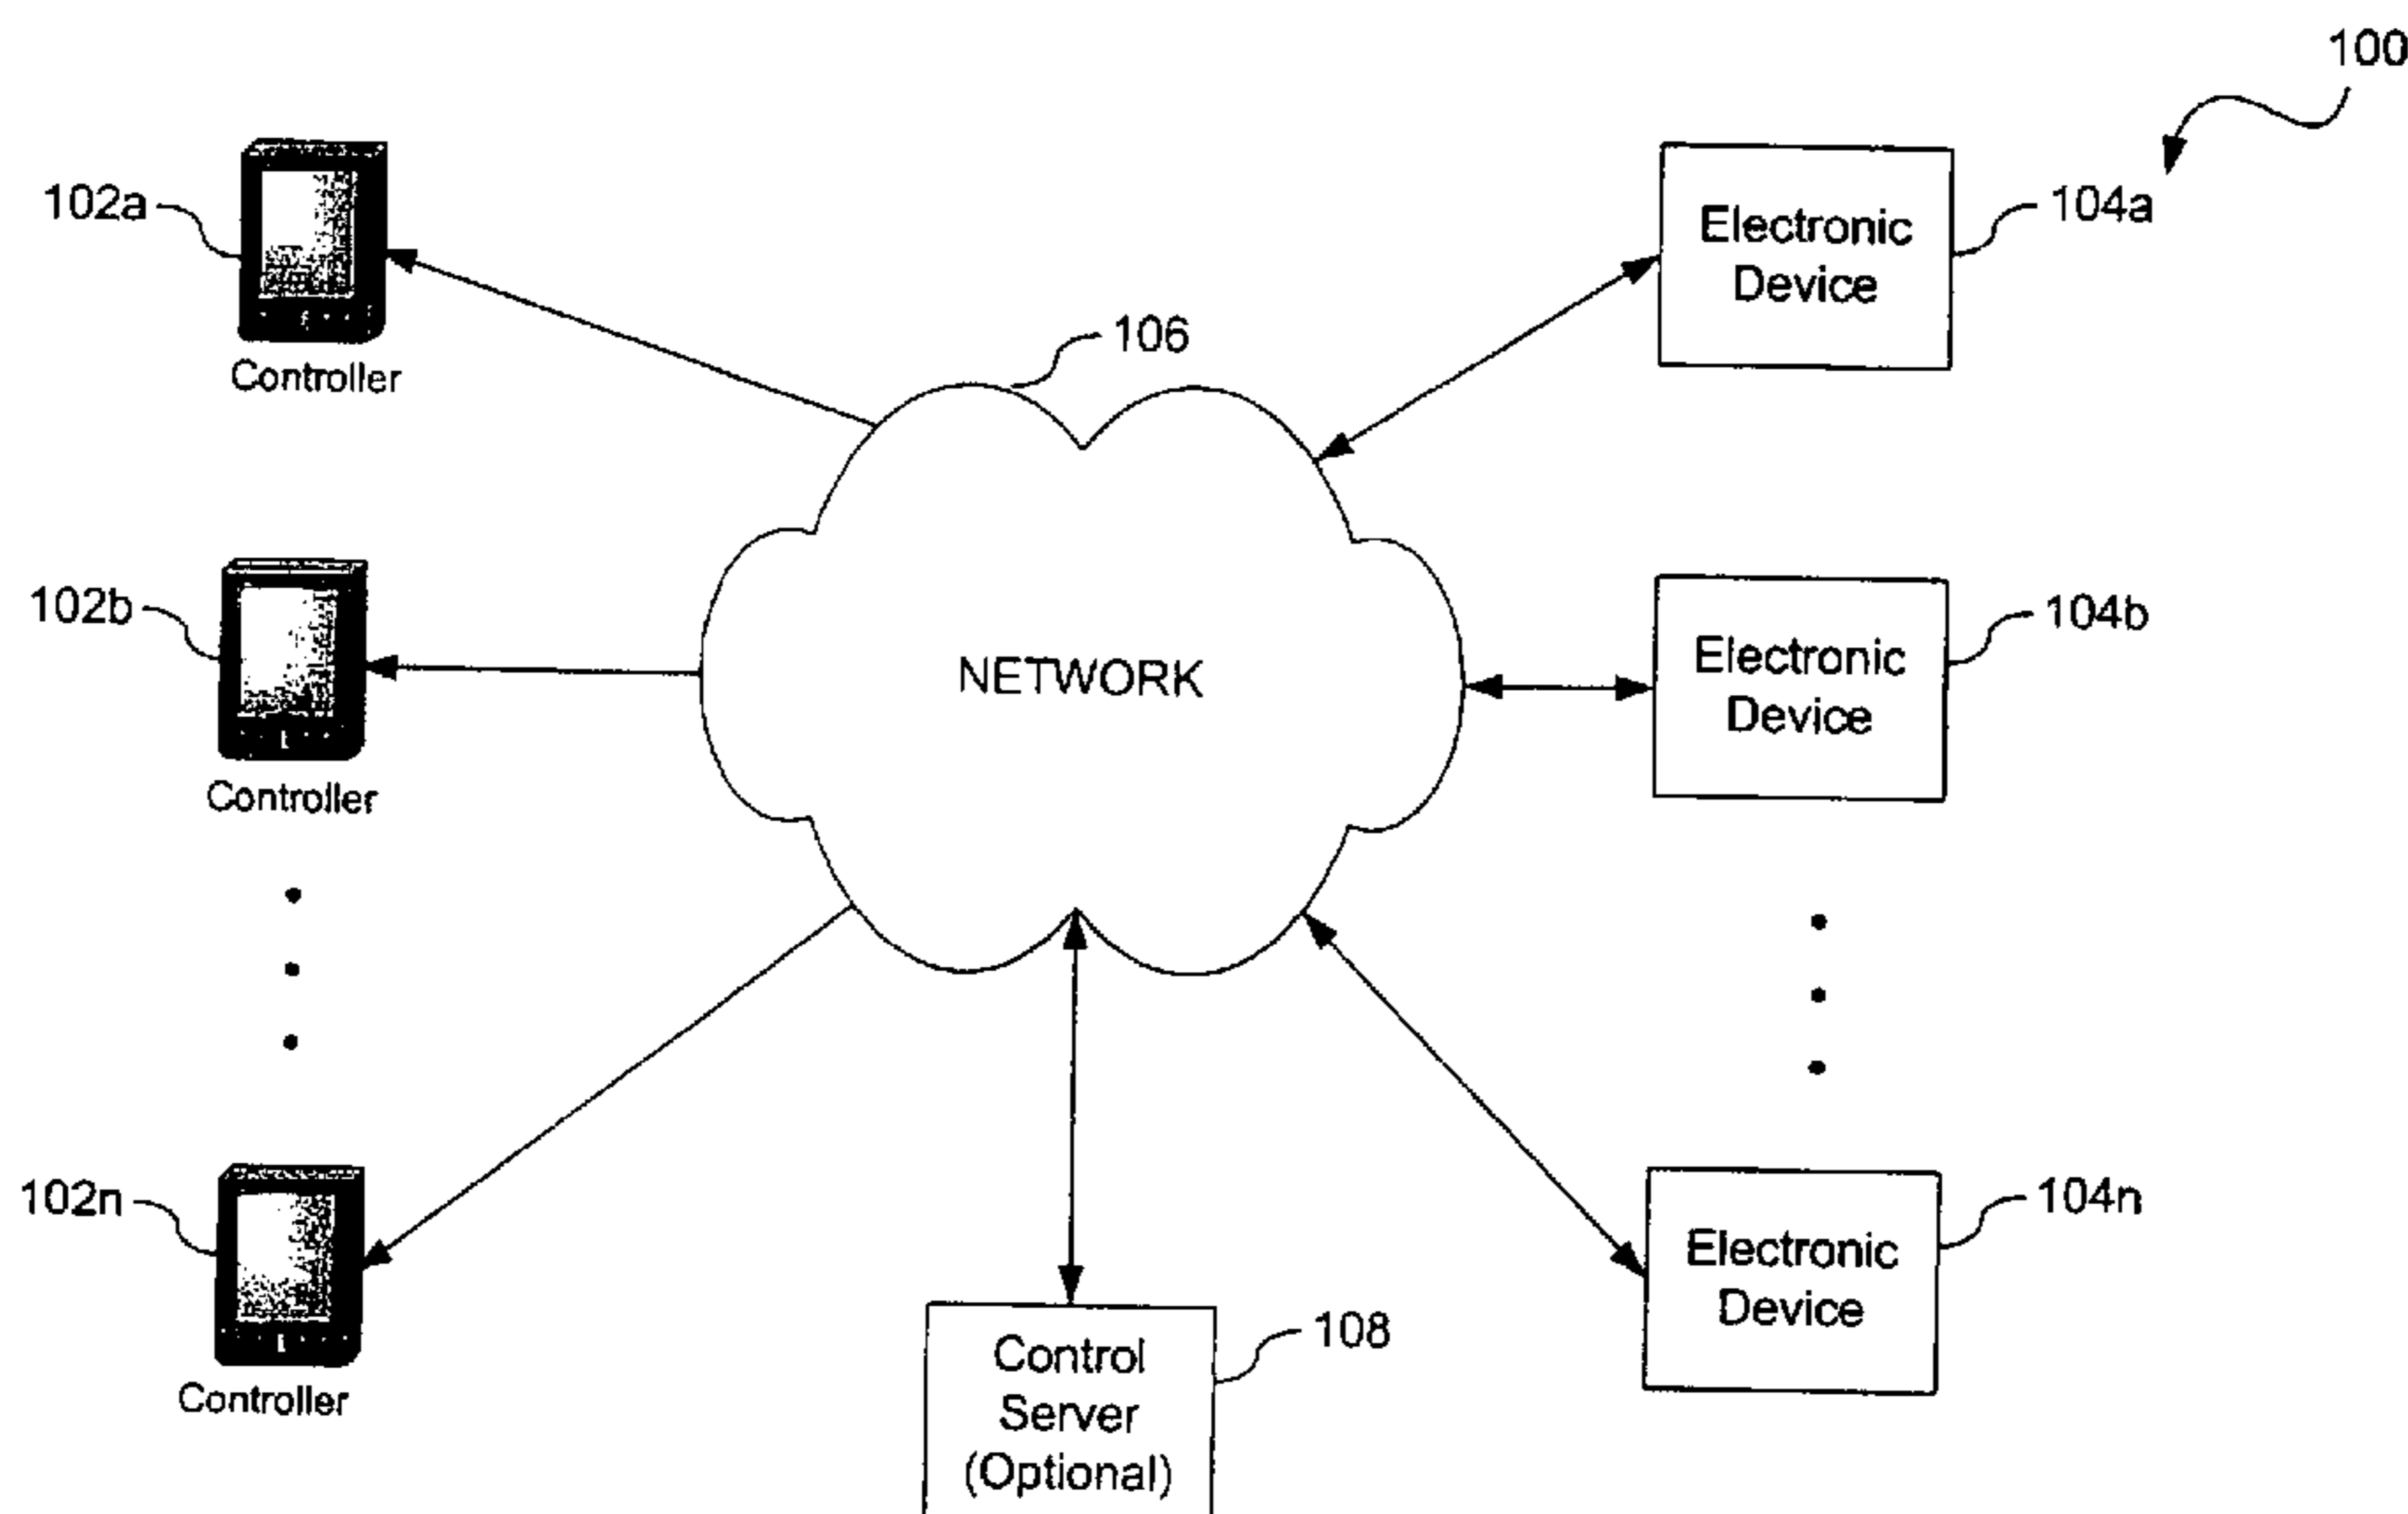 100
102a
Controller
104a
Electronic
Device
106
102b
Controller
NETWORK
104b
Electronic
Device
102n
Controller
104n
Electronic
Device
108
Control
Server
(Optional)